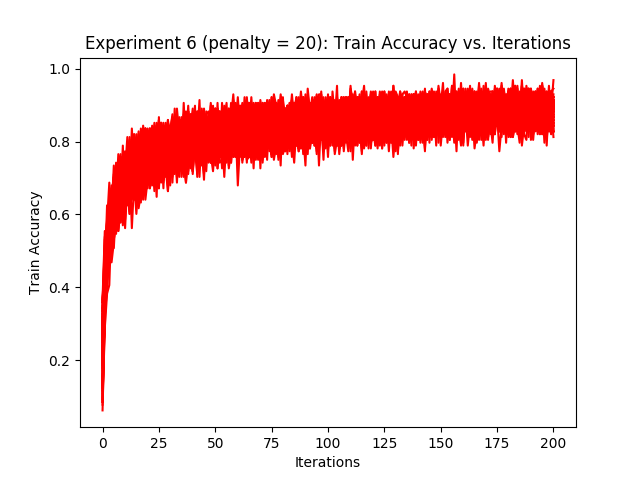 Experiment 6 (penalty = 20): Train Accuracy vs. Iterations
1.0
0.8
0.6
0.4
0.2
Train Accuracy
0 25 50 75 100 125 150 175 200
Iterations